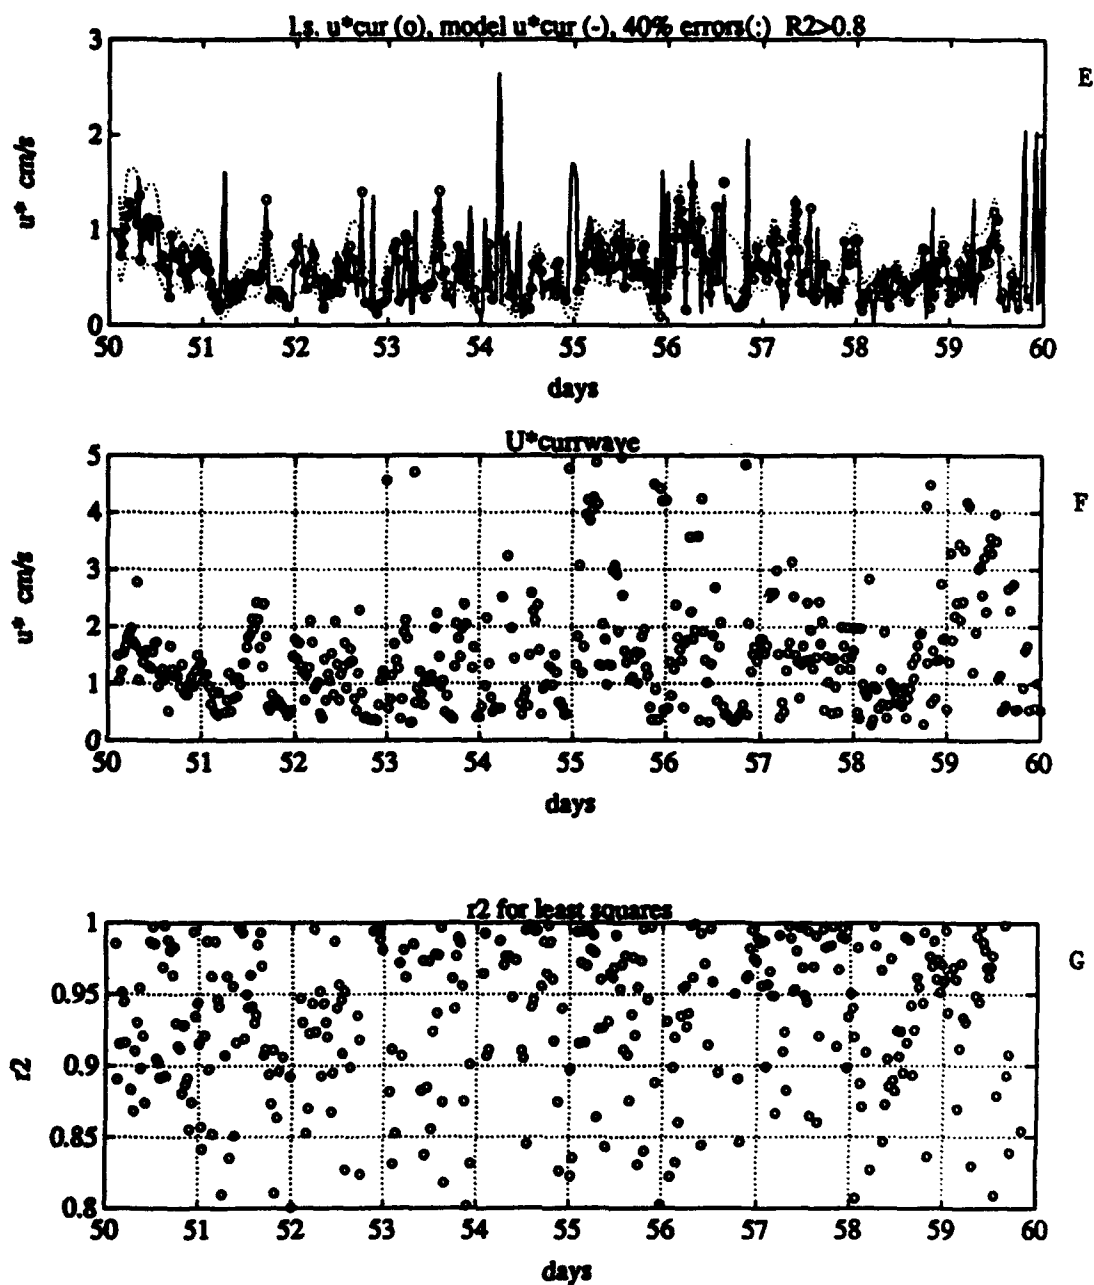 l.s. u*cur (o), model u*cur (-), 40% errors(:) R2>0.8
E
3
2
1
0
u* cm/s
50 51 52 53 54 55 56 57 58 59 60
days
U*currwave
F
5
4
3
2
1
0
u* cm/s
50 51 52 53 54 55 56 57 58 59 60
days
r2 for least squares
G
1
0.95
0.9
0.85
0.8
r2
50 51 52 53 54 55 56 57 58 59 60
days